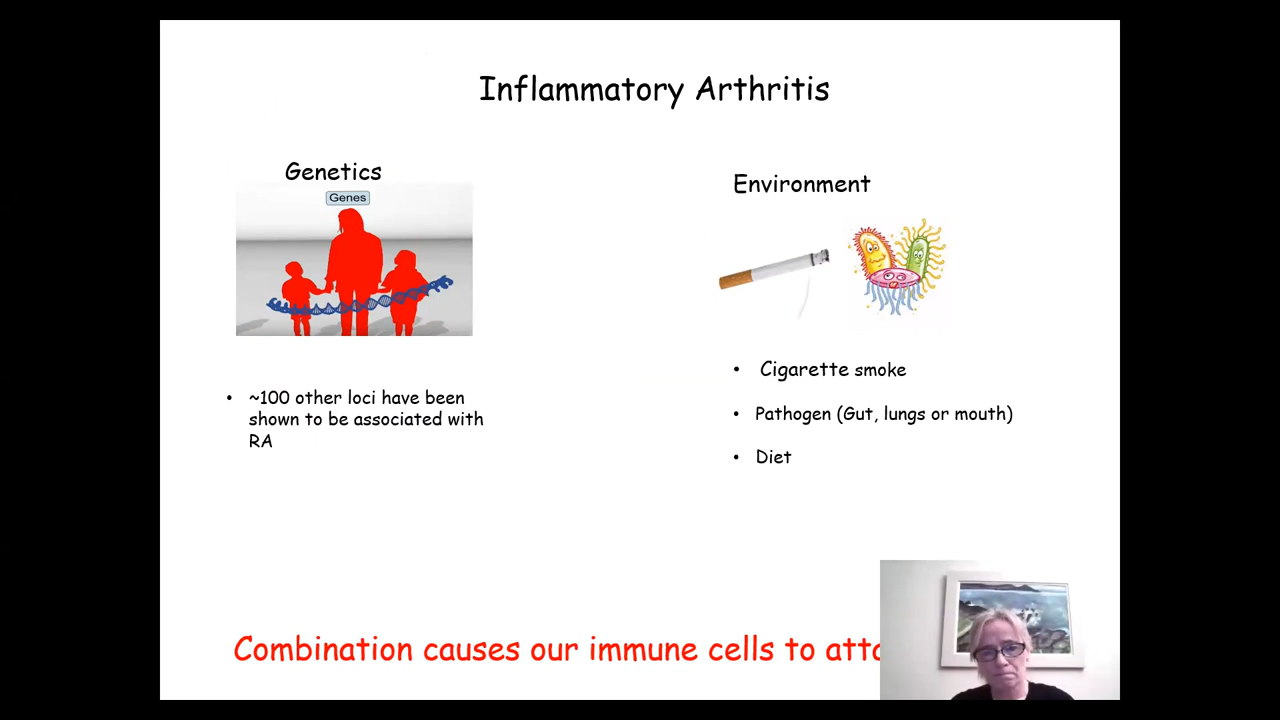 Inflammatory Arthritis
Genetics
Genes
• ~100 other loci have been
shown to be associated with
RA
Environment
• Cigarette smoke
• Pathogen (Gut, lungs or mouth)
• Diet
Combination causes our immune cells to